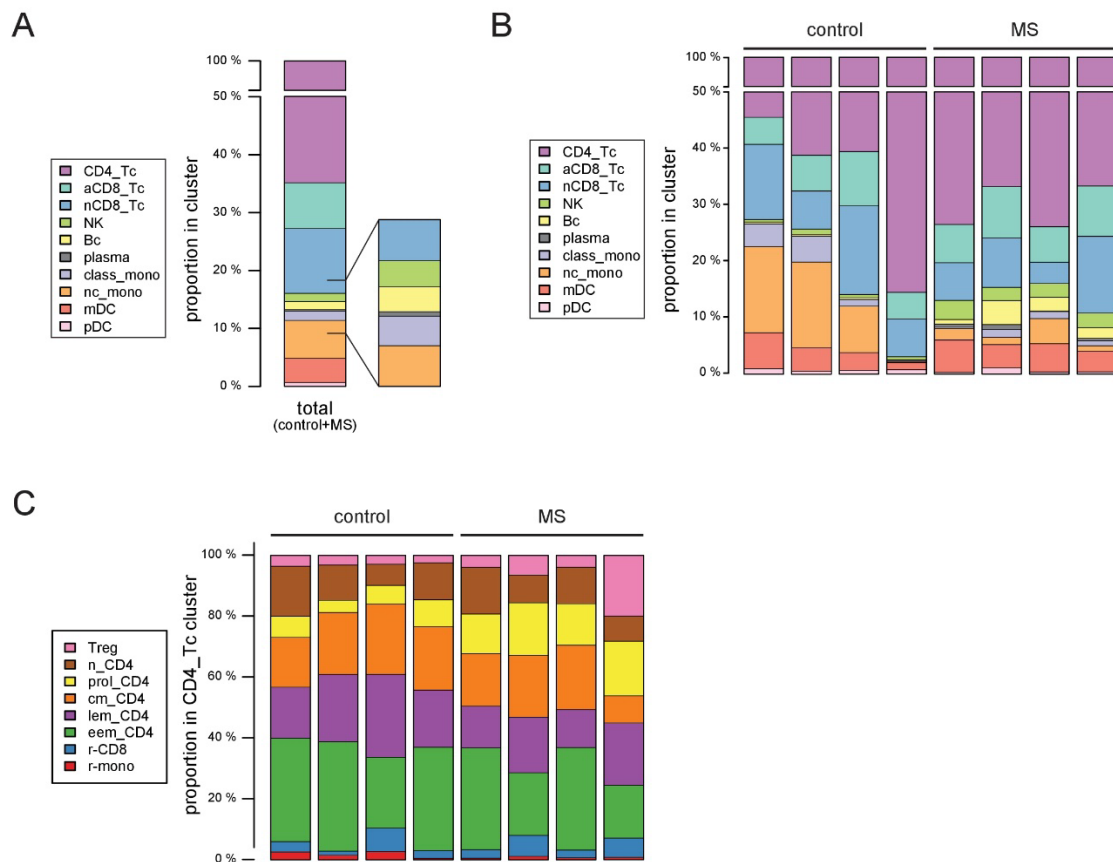 A
100 %
50 %
40 %
30 %
20 %
10 %
0 %
proportion in cluster
CD4_Tc
aCD8_Tc
nCD8_Tc
NK
Bc
plasma
class_mono
nc_mono
mDC
pDC
total
(control+MS)
B
control MS
100 %
50 %
40 %
30 %
20 %
10 %
0 %
proportion in cluster
CD4_Tc
aCD8_Tc
nCD8_Tc
NK
Bc
plasma
class_mono
nc_mono
mDC
pDC
C
control MS
100 %
80 %
60 %
40 %
20 %
0 %
proportion in CD4_Tc cluster
Treg
n_CD4
prol_CD4
cm_CD4
lem_CD4
eem_CD4
r-CD8
r-mono